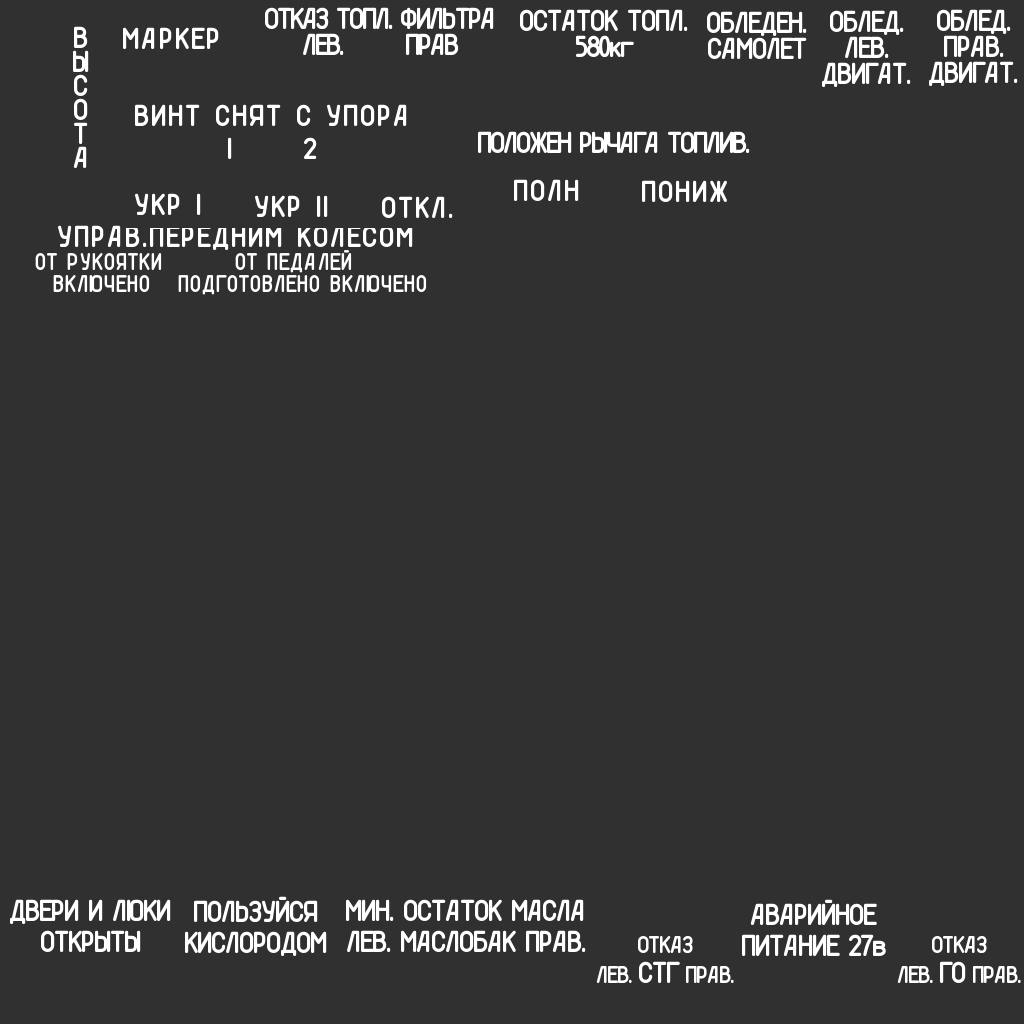 ВЫСОТА
МАРКЕР
ОТКАЗ ТОПЛ. ФИЛЬТРА
ЛЕВ. ПРАВ
ОСТАТОК ТОПЛ.
580кг
ОБЛЕДЕН.
САМОЛЕТ
ОБЛЕД.
ЛЕВ.
ДВИГАТ.
ОБЛЕД.
ПРАВ.
ДВИГАТ.
ВИНТ СНЯТ С УПОРА
1 2
ПОЛОЖЕН РЫЧАГА ТОПЛИВ.
ПОЛН ПОНИЖ
УКР I УКР II ОТКЛ.
УПРАВ.ПЕРЕДНИМ КОЛЕСОМ
ОТ РУКОЯТКИ ОТ ПЕДАЛЕЙ
ВКЛЮЧЕНО ПОДГОТОВЛЕНО ВКЛЮЧЕНО
ДВЕРИ И ЛЮКИ
ОТКРЫТЫ
ПОЛЬЗУЙСЯ
КИСЛОРОДОМ
МИН. ОСТАТОК МАСЛА
ЛЕВ. МАСЛОБАК ПРАВ.
ОТКАЗ
ЛЕВ. СТГ ПРАВ.
АВАРИЙНОЕ
ПИТАНИЕ 27в
ОТКАЗ
ЛЕВ. ГО ПРАВ.